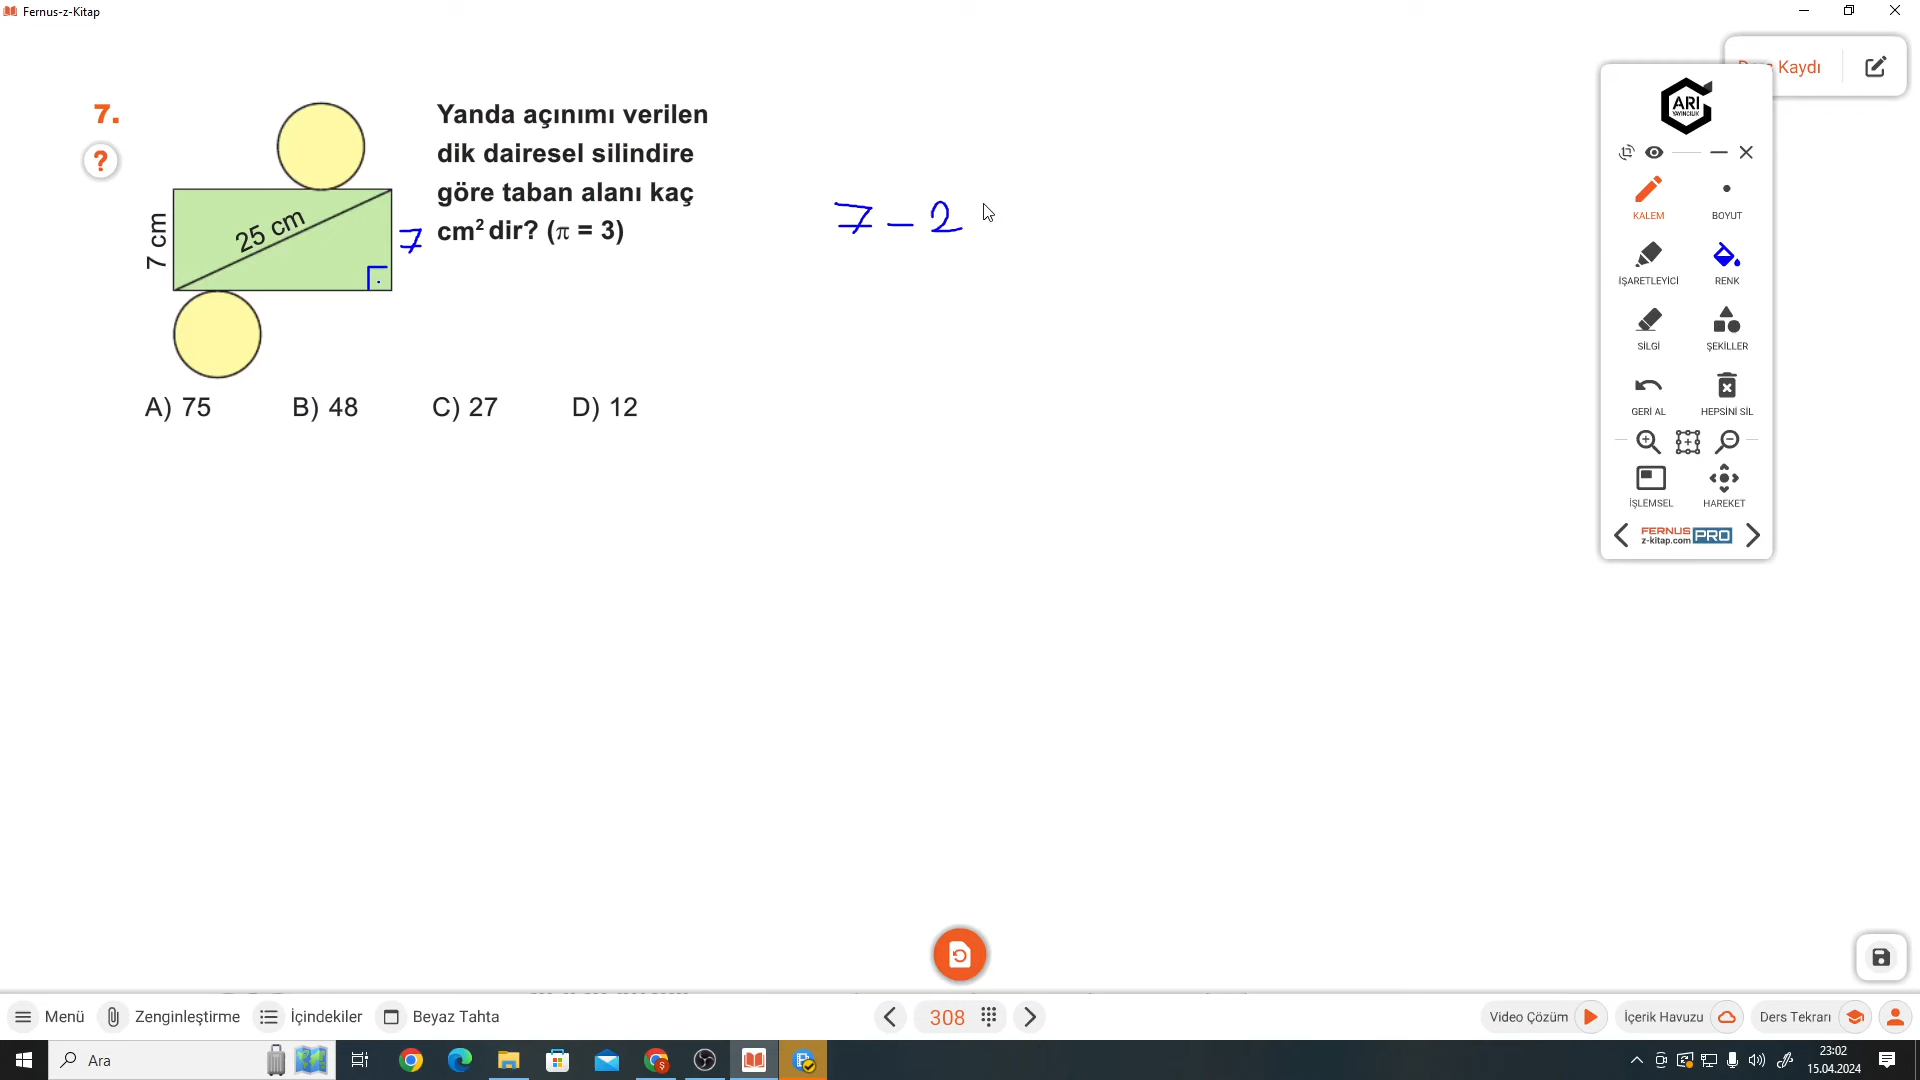 Fernus-z-Kitap
Ders Kaydı
ARI
YAYINCILIK
7.
?
Yanda açınımı verilen
dik dairesel silindire
göre taban alanı kaç
cm² dir? (π = 3)
7 cm
25 cm
7
7 – 2
A) 75 B) 48 C) 27 D) 12
KALEM BOYUT
İŞARETLEYİCİ RENK
SİLGİ ŞEKİLLER
GERİ AL HEPSİNİ SİL
İŞLEMSEL HAREKET
FERNUS
z-kitap.com PRO
Menü Zenginleştirme İçindekiler Beyaz Tahta 308 Video Çözüm İçerik Havuzu Ders Tekrarı
Ara
23:02
15.04.2024